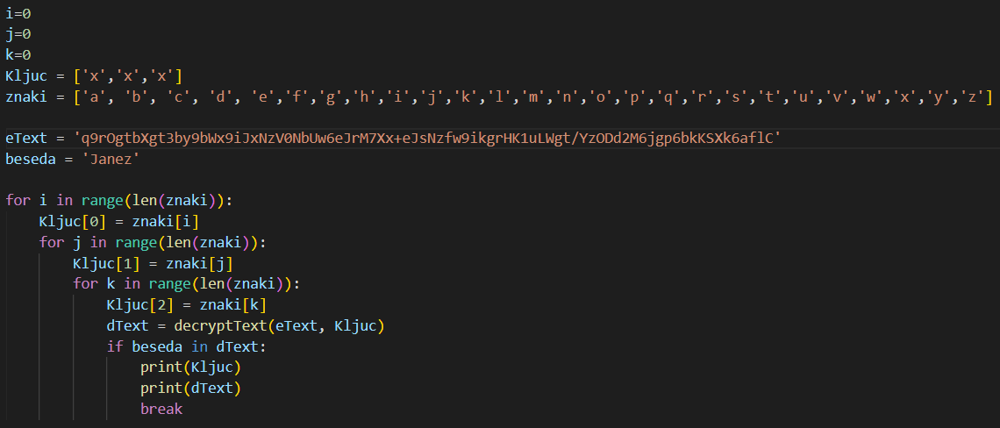 i=0
j=0
k=0
Kljuc = ['x','x','x']
znaki = ['a', 'b', 'c', 'd', 'e','f','g','h','i','j','k','l','m','n','o','p','q','r','s','t','u','v','w','x','y','z']
eText = 'q9rOgtbXgt3by9bWx9iJxNzV0NbUw6eJrM7Xx+eJsNzfw9ikgrHK1uLWgt/YzODd2M6jgp6bkKSXk6aflC'
beseda = 'Janez'
for i in range(len(znaki)):
    Kljuc[0] = znaki[i]
    for j in range(len(znaki)):
        Kljuc[1] = znaki[j]
        for k in range(len(znaki)):
            Kljuc[2] = znaki[k]
            dText = decryptText(eText, Kljuc)
            if beseda in dText:
                print(Kljuc)
                print(dText)
                break